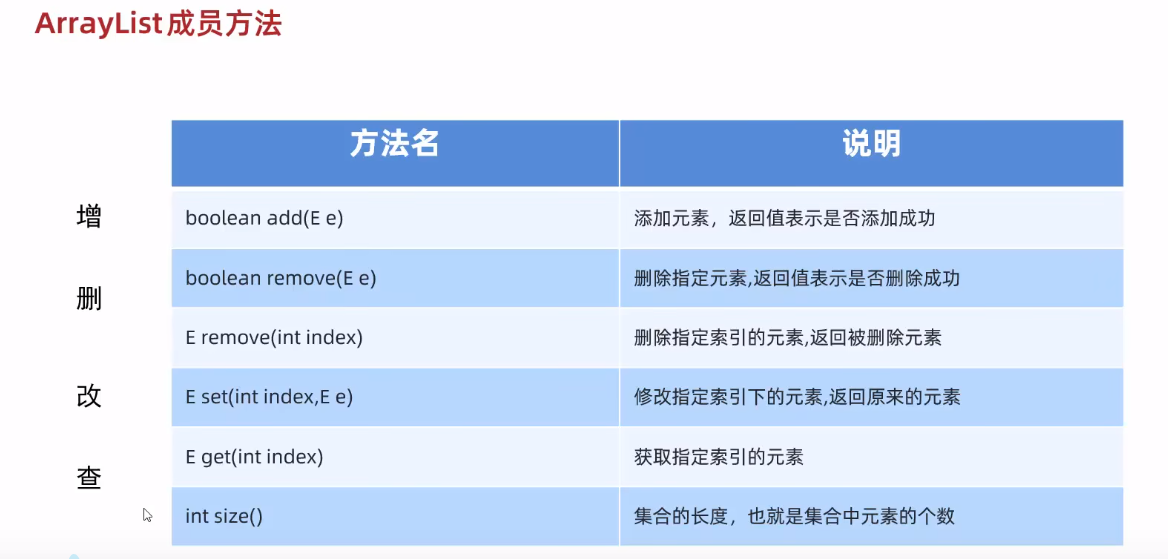 ArrayList成员方法
方法名 说明
增 boolean add(E e) 添加元素，返回值表示是否添加成功
删 boolean remove(E e) 删除指定元素,返回值表示是否删除成功
E remove(int index) 删除指定索引的元素,返回被删除元素
改 E set(int index,E e) 修改指定索引下的元素,返回原来的元素
查 E get(int index) 获取指定索引的元素
int size() 集合的长度，也就是集合中元素的个数